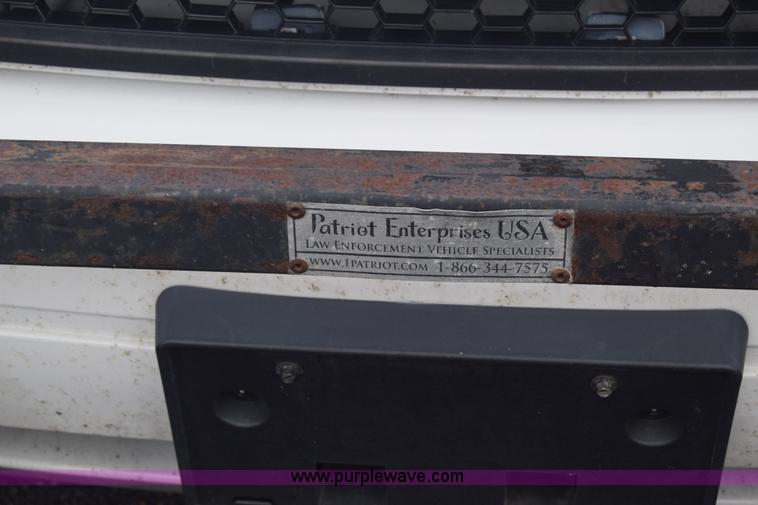 Patriot Enterprises USA
Law Enforcement Vehicle Specialists
www.1patriot.com 1-866-344-7575
www.purplewave.com